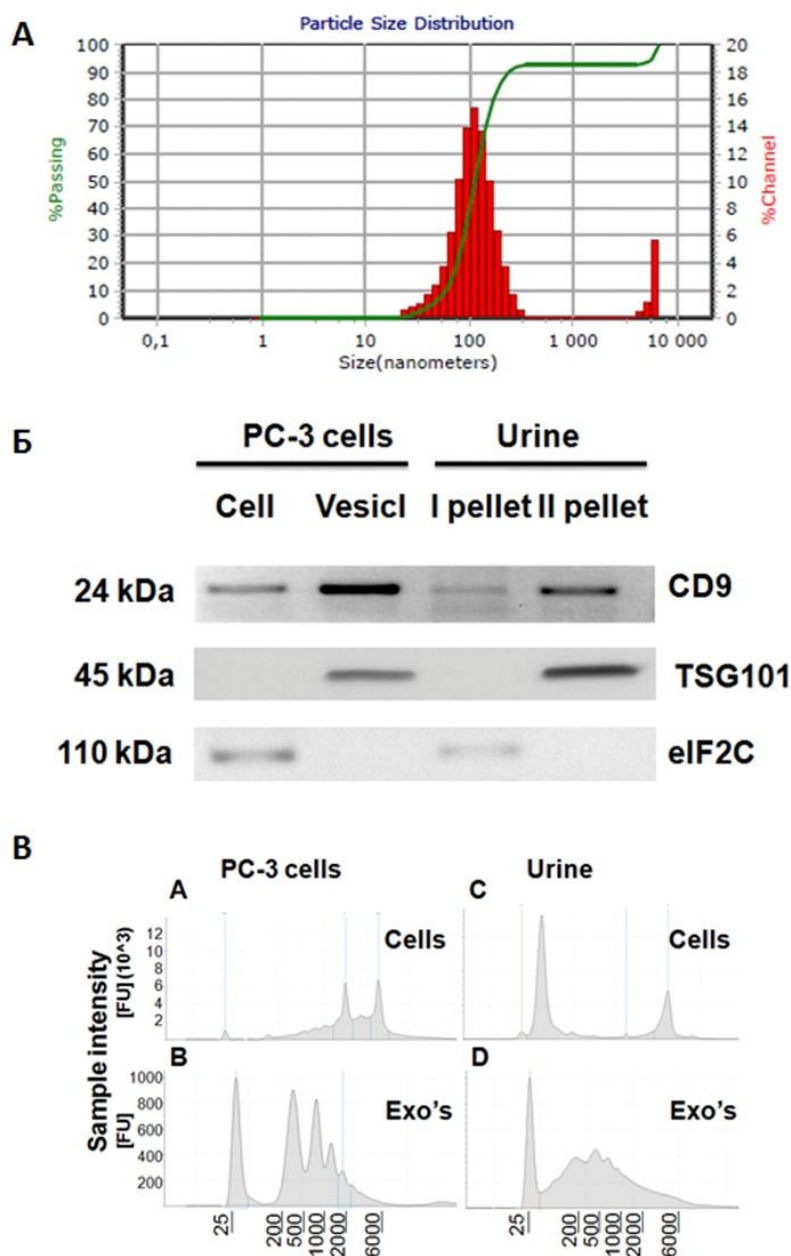 А
Particle Size Distribution
%Passing
100
90
80
70
60
50
40
30
20
10
0
20
18
16
14
12
10
8
6
4
2
0
%Channel
0,1 1 10 100 1 000 10 000
Size(nanometers)
Б
PC-3 cells Urine
Cell Vesicl I pellet II pellet
24 kDa CD9
45 kDa TSG101
110 kDa eIF2C
В
PC-3 cells Urine
A C
Sample intensity
[FU] (10^3)
12
10
8
6
4
2
Cells Cells
B D
[FU]
1000
800
600
400
200
Exo's Exo's
25 200 500 1000 2000 6000 25 200 500 1000 2000 6000